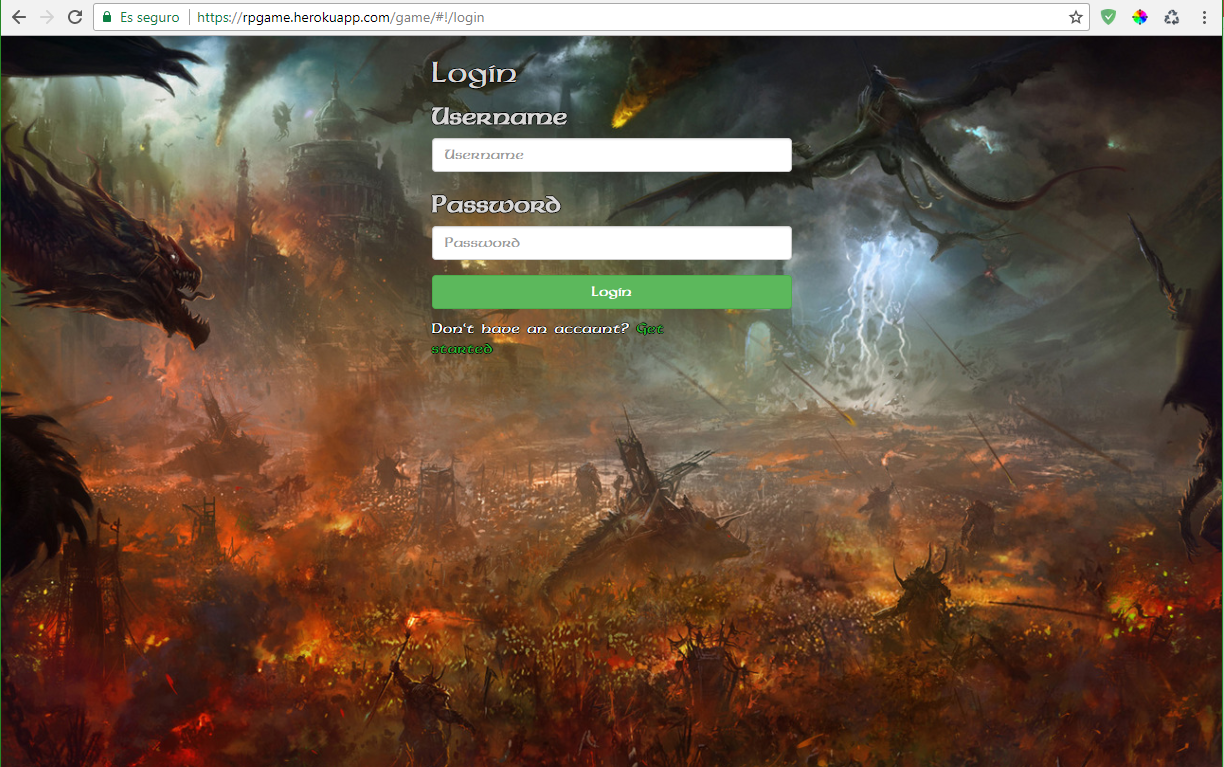 Es seguro https://rpgame.herokuapp.com/game/#!/login
Login
Username
Username
Password
Password
Login
Don't have an accaunt? Get
started